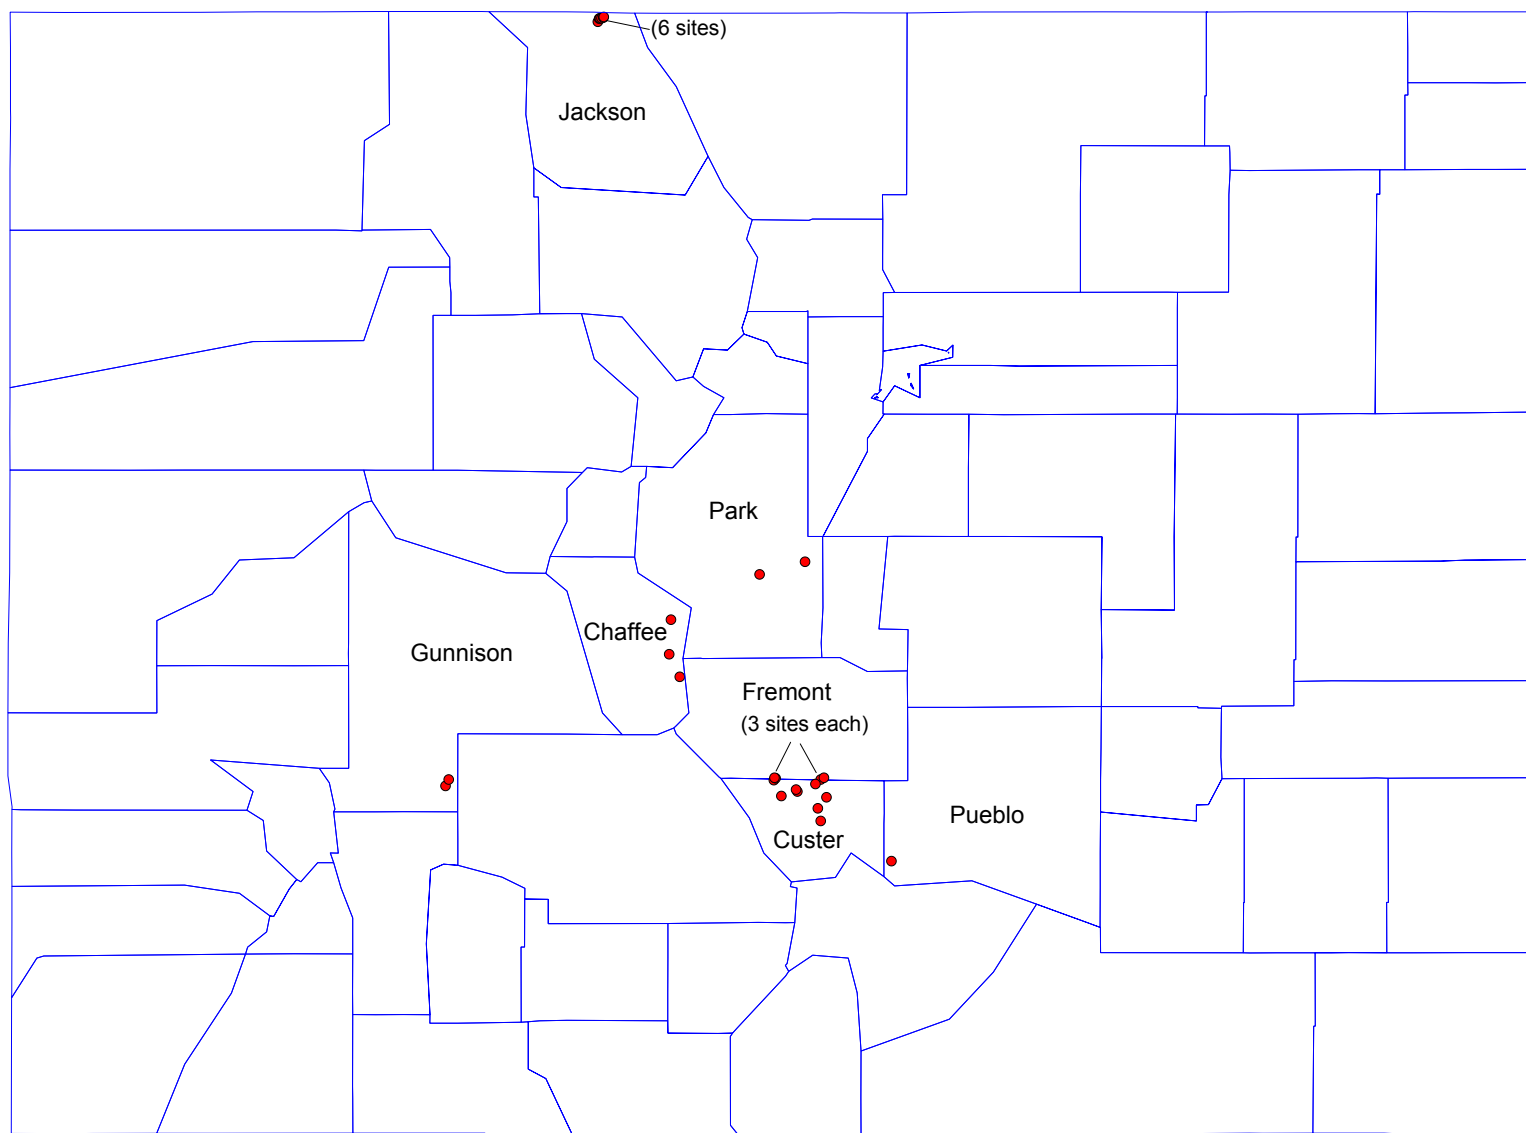 (6 sites)
Jackson
Park
Chaffee
Gunnison
Fremont
(3 sites each)
Pueblo
Custer